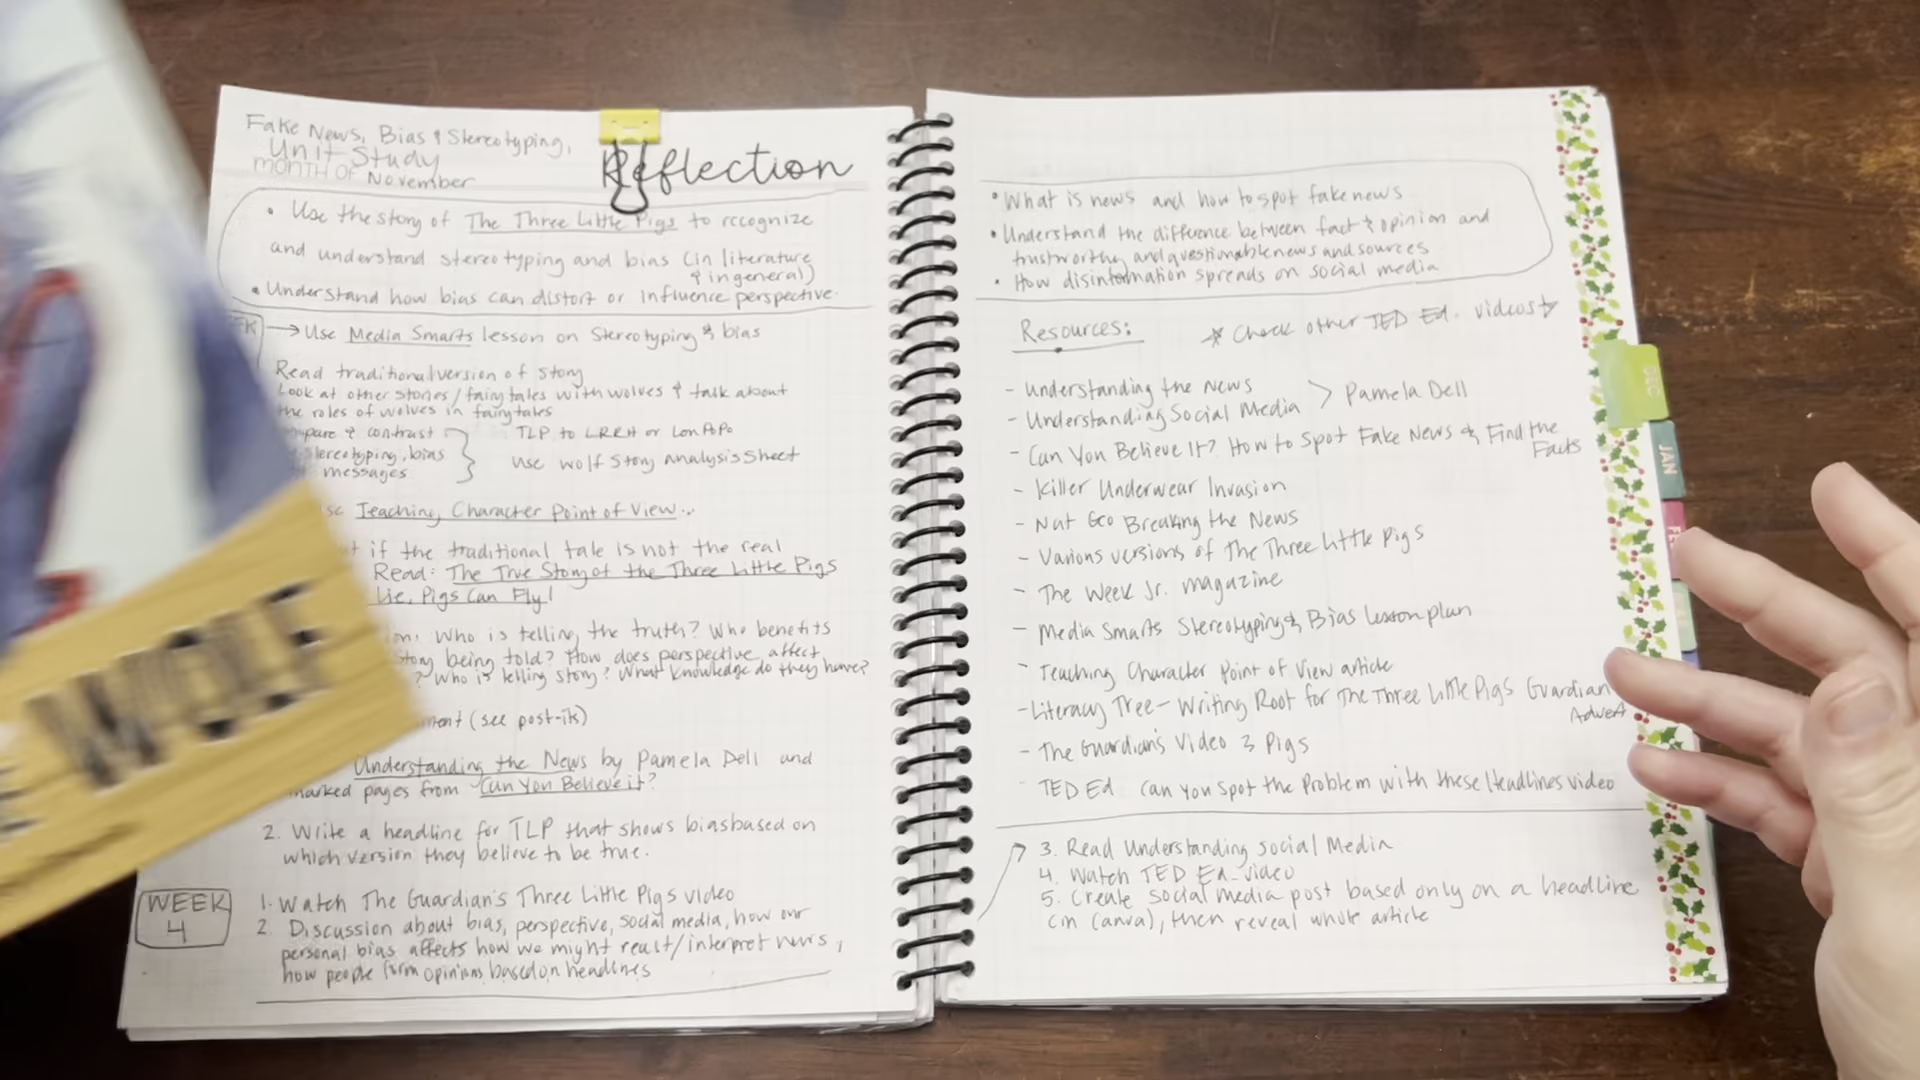 Fake News, Bias & Stereotyping,
Unit Study
MONTH OF November
Reflection
• Use the story of The Three Little Pigs to recognize
and understand stereotyping and bias (in literature
& in general)
• Understand how bias can distort or influence perspective.
→ Use Media Smarts lesson on Stereotyping & bias
Read traditional version of story
Look at other stories/fairytales with wolves & talk about
the roles of wolves in fairytales
& contrast
stereotyping, bias
messages
TLP to LRRH or Lon PoPo
Use wolf Story Analysis Sheet
Teaching Character Point of View
if the traditional tale is not the real
Read: The True Story of the Three Little Pigs
Lie, Pigs Can Fly!
Who is telling the truth? Who benefits
story being told? How does perspective affect
? Who is telling story? What knowledge do they have?
(see post-its)
Understanding the News by Pamela Dell and
marked pages from Can You Believe it?
2. Write a headline for TLP that shows bias based on
which version they believe to be true.
WEEK
4
1. Watch The Guardian's Three Little Pigs video
2. Discussion about bias, perspective, social media, how our
personal bias affects how we might react/interpret news,
how people form opinions based on headlines
WOLF
• What is news and how to spot fake news
• Understand the difference between fact & opinion and
trustworthy and questionable news and sources
• How disinformation spreads on social media
Resources:
* Check other TED Ed. videos
- Understanding the News
- Understanding Social Media > Pamela Dell
- Can You Believe It? How to Spot Fake News & Find the
Facts
- Killer Underwear Invasion
- Nat Geo Breaking the News
- Various versions of The Three Little Pigs
- The Week Jr. magazine
- Media Smarts Stereotyping & Bias lesson plan
- Teaching Character Point of View article
- Literacy Tree - Writing Root for The Three Little Pigs Guardian
Advert
- The Guardian's Video 3 Pigs
TED Ed Can you Spot the Problem with these Headlines video
3. Read Understanding Social Media
4. Watch TED Ed video
5. Create social media post based only on a headline
(in Canva), then reveal whole article
DEC
JAN